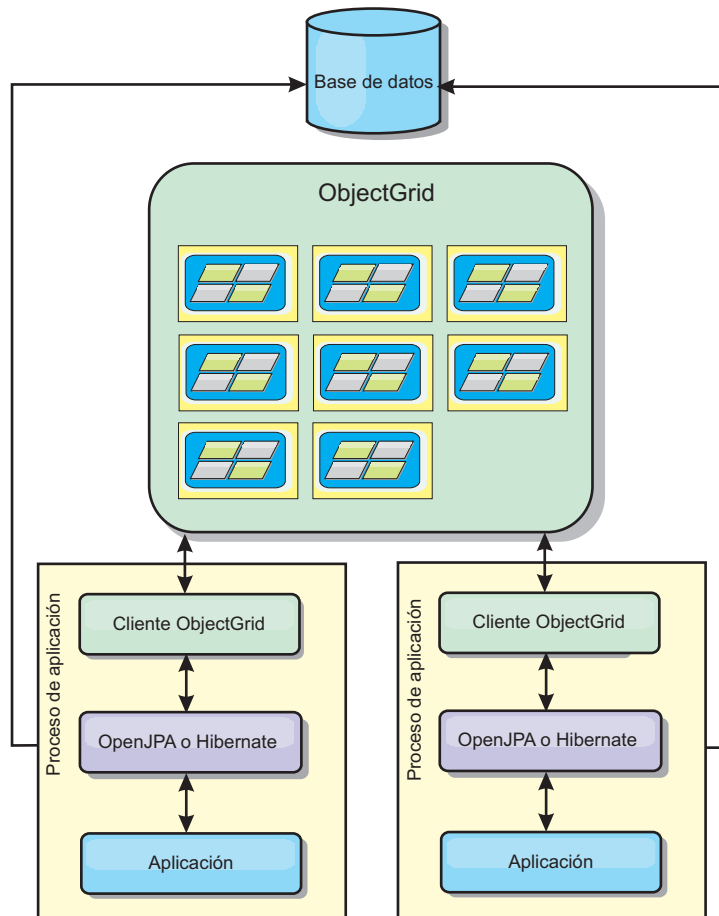 Base de datos
ObjectGrid
Proceso de aplicación
Cliente ObjectGrid
OpenJPA o Hibernate
Aplicación
Proceso de aplicación
Cliente ObjectGrid
OpenJPA o Hibernate
Aplicación